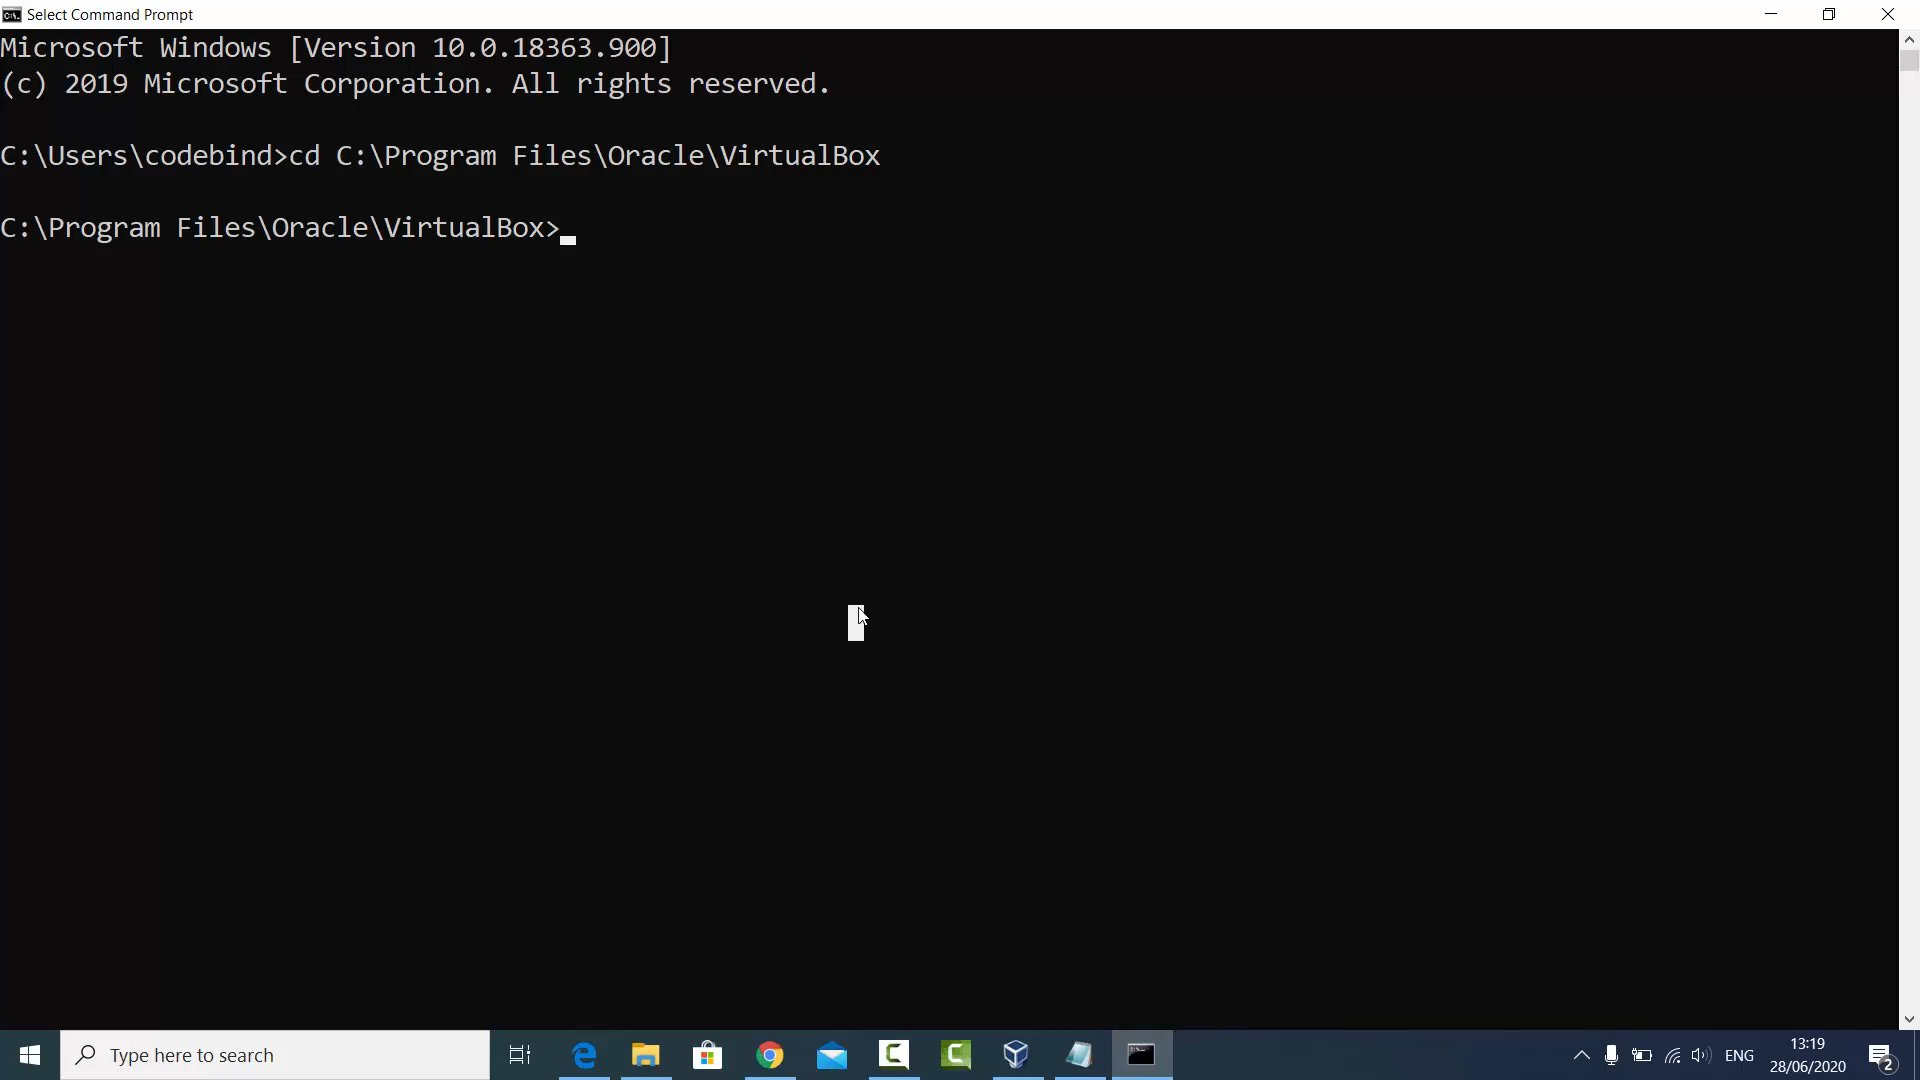 Select Command Prompt
Microsoft Windows [Version 10.0.18363.900]
(c) 2019 Microsoft Corporation. All rights reserved.
C:\Users\codebind>cd C:\Program Files\Oracle\VirtualBox
C:\Program Files\Oracle\VirtualBox>
Type here to search
ENG
13:19
28/06/2020
2